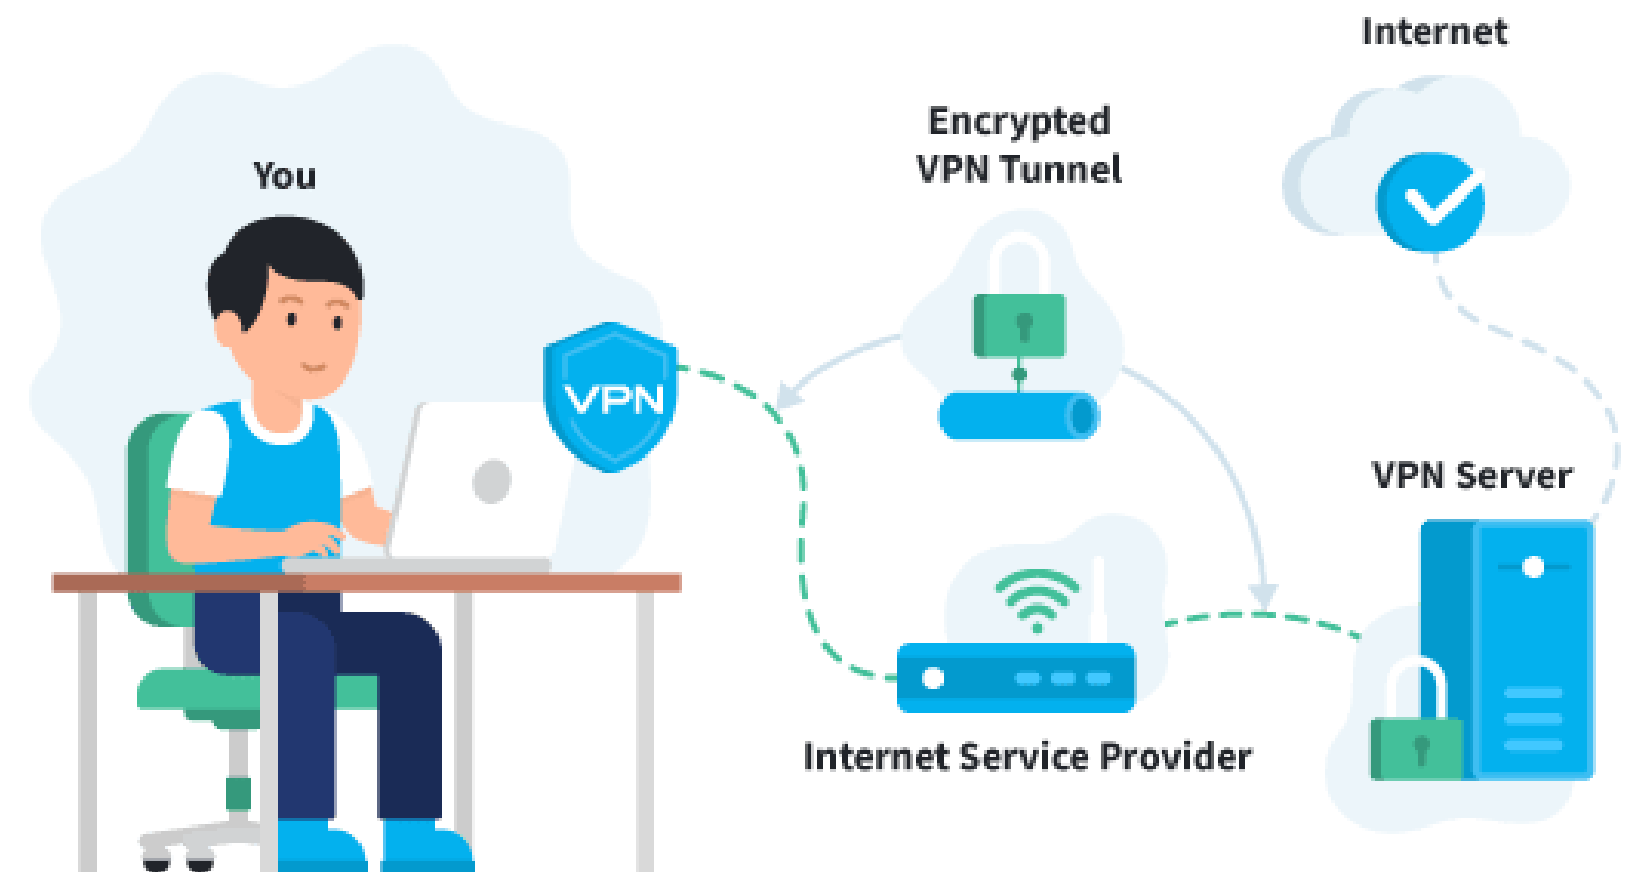 You
VPN
Encrypted
VPN Tunnel
Internet
VPN Server
Internet Service Provider